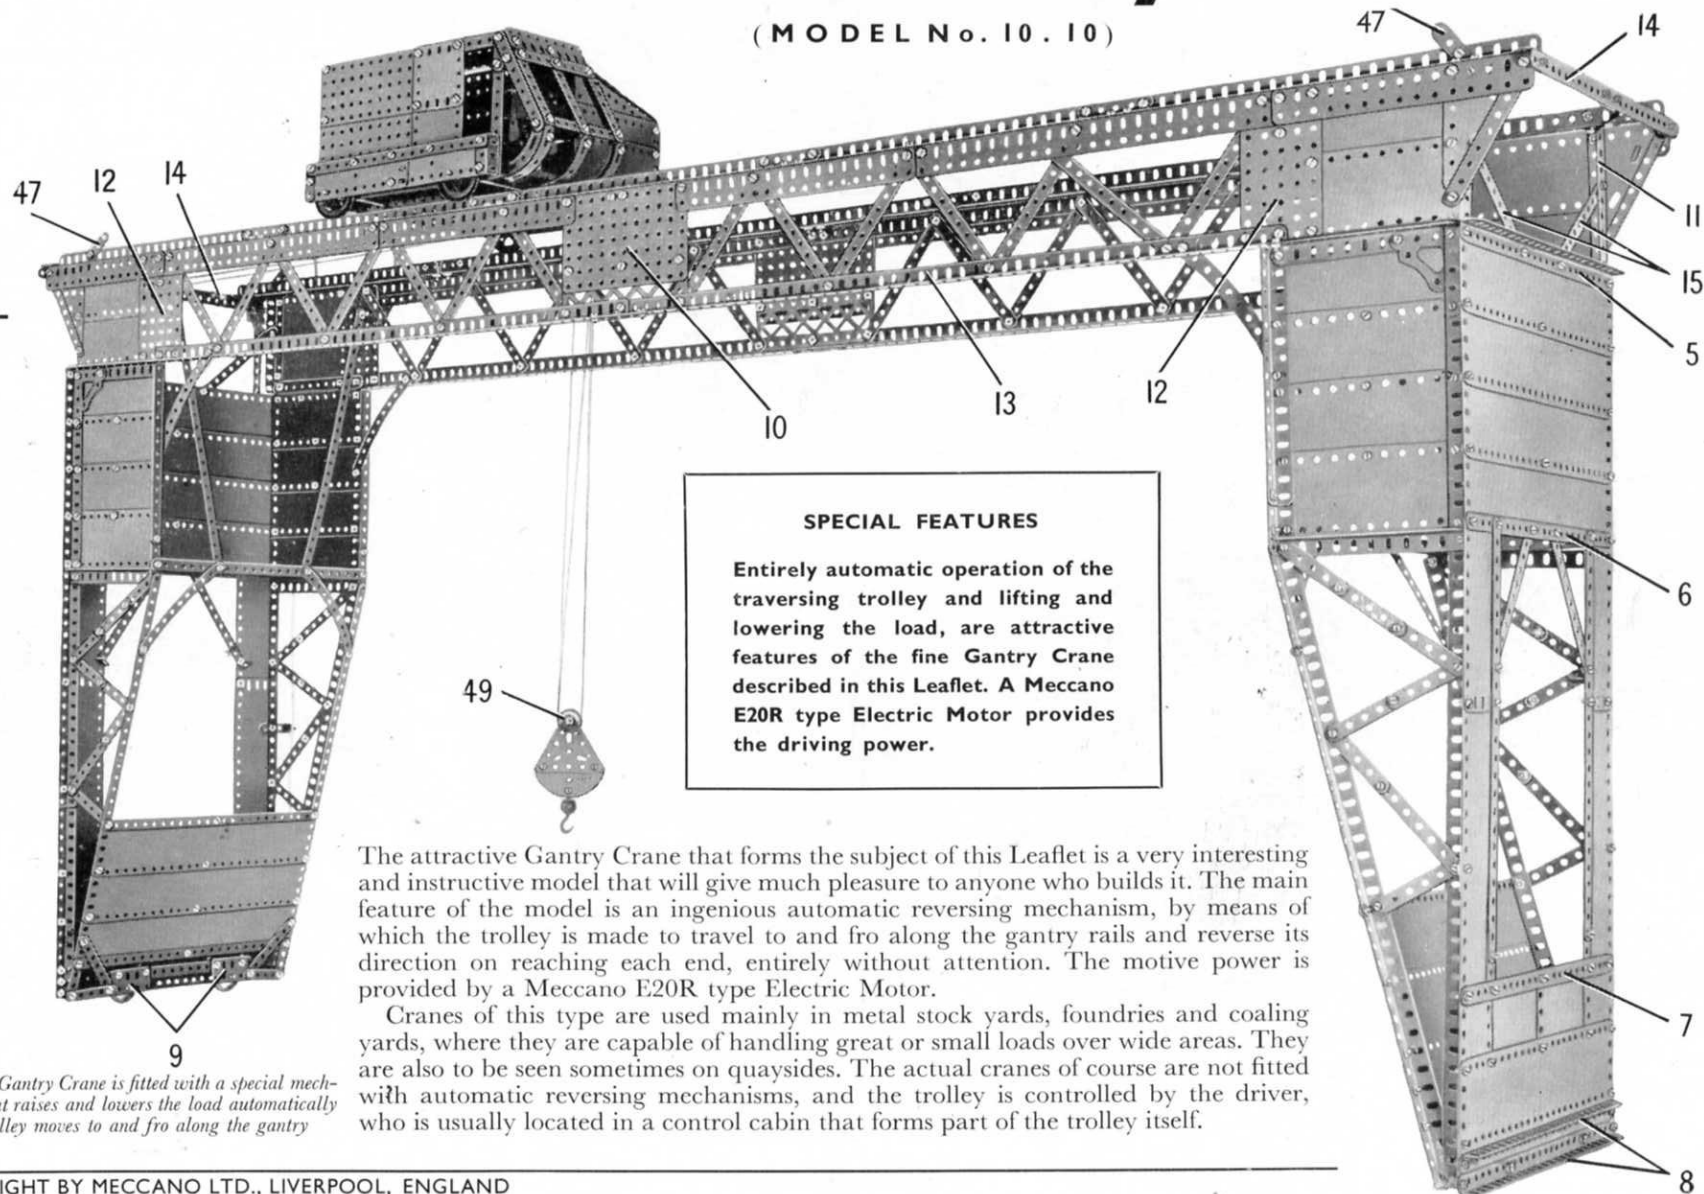 (MODEL No. 10.10)
47
14
47
12
14
11
15
5
12
13
10
SPECIAL FEATURES
Entirely automatic operation of the
traversing trolley and lifting and
lowering the load, are attractive
features of the fine Gantry Crane
described in this Leaflet. A Meccano
E20R type Electric Motor provides
the driving power.
6
49
The attractive Gantry Crane that forms the subject of this Leaflet is a very interesting
and instructive model that will give much pleasure to anyone who builds it. The main
feature of the model is an ingenious automatic reversing mechanism, by means of
which the trolley is made to travel to and fro along the gantry rails and reverse its
direction on reaching each end, entirely without attention. The motive power is
provided by a Meccano E20R type Electric Motor.
Cranes of this type are used mainly in metal stock yards, foundries and coaling
yards, where they are capable of handling great or small loads over wide areas. They
are also to be seen sometimes on quaysides. The actual cranes of course are not fitted
with automatic reversing mechanisms, and the trolley is controlled by the driver,
who is usually located in a control cabin that forms part of the trolley itself.
7
9
Gantry Crane is fitted with a special mech-
t raises and lowers the load automatically
lley moves to and fro along the gantry
8
IGHT BY MECCANO LTD., LIVERPOOL, ENGLAND